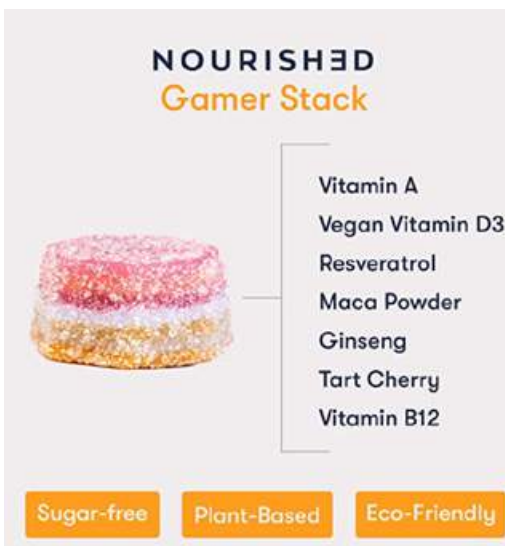 NOURISHƎD
Gamer Stack
Vitamin A
Vegan Vitamin D3
Resveratrol
Maca Powder
Ginseng
Tart Cherry
Vitamin B12
Sugar-free
Plant-Based
Eco-Friendly